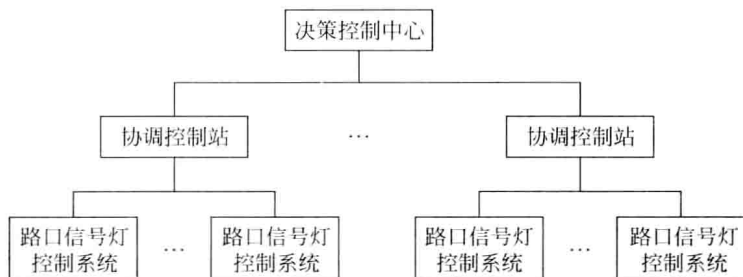 决策控制中心
协调控制站
…
协调控制站
路口信号灯
控制系统
…
路口信号灯
控制系统
路口信号灯
控制系统
…
路口信号灯
控制系统